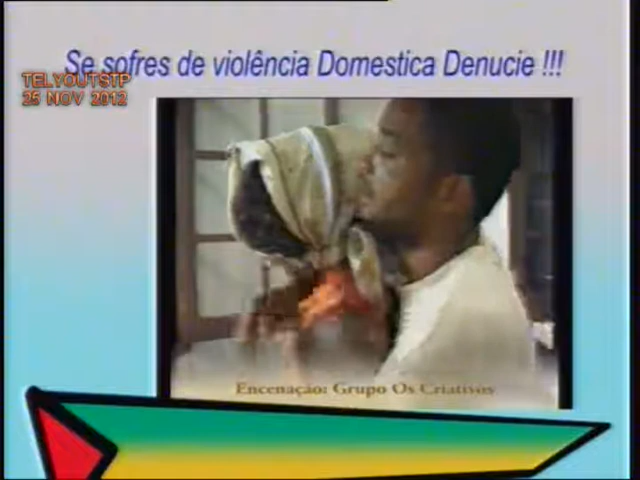 Se sofres de violência Domestica Denucie !!!
TELYOUTSTP
25 NOV 2012
Encenação: Grupo Os Criativos